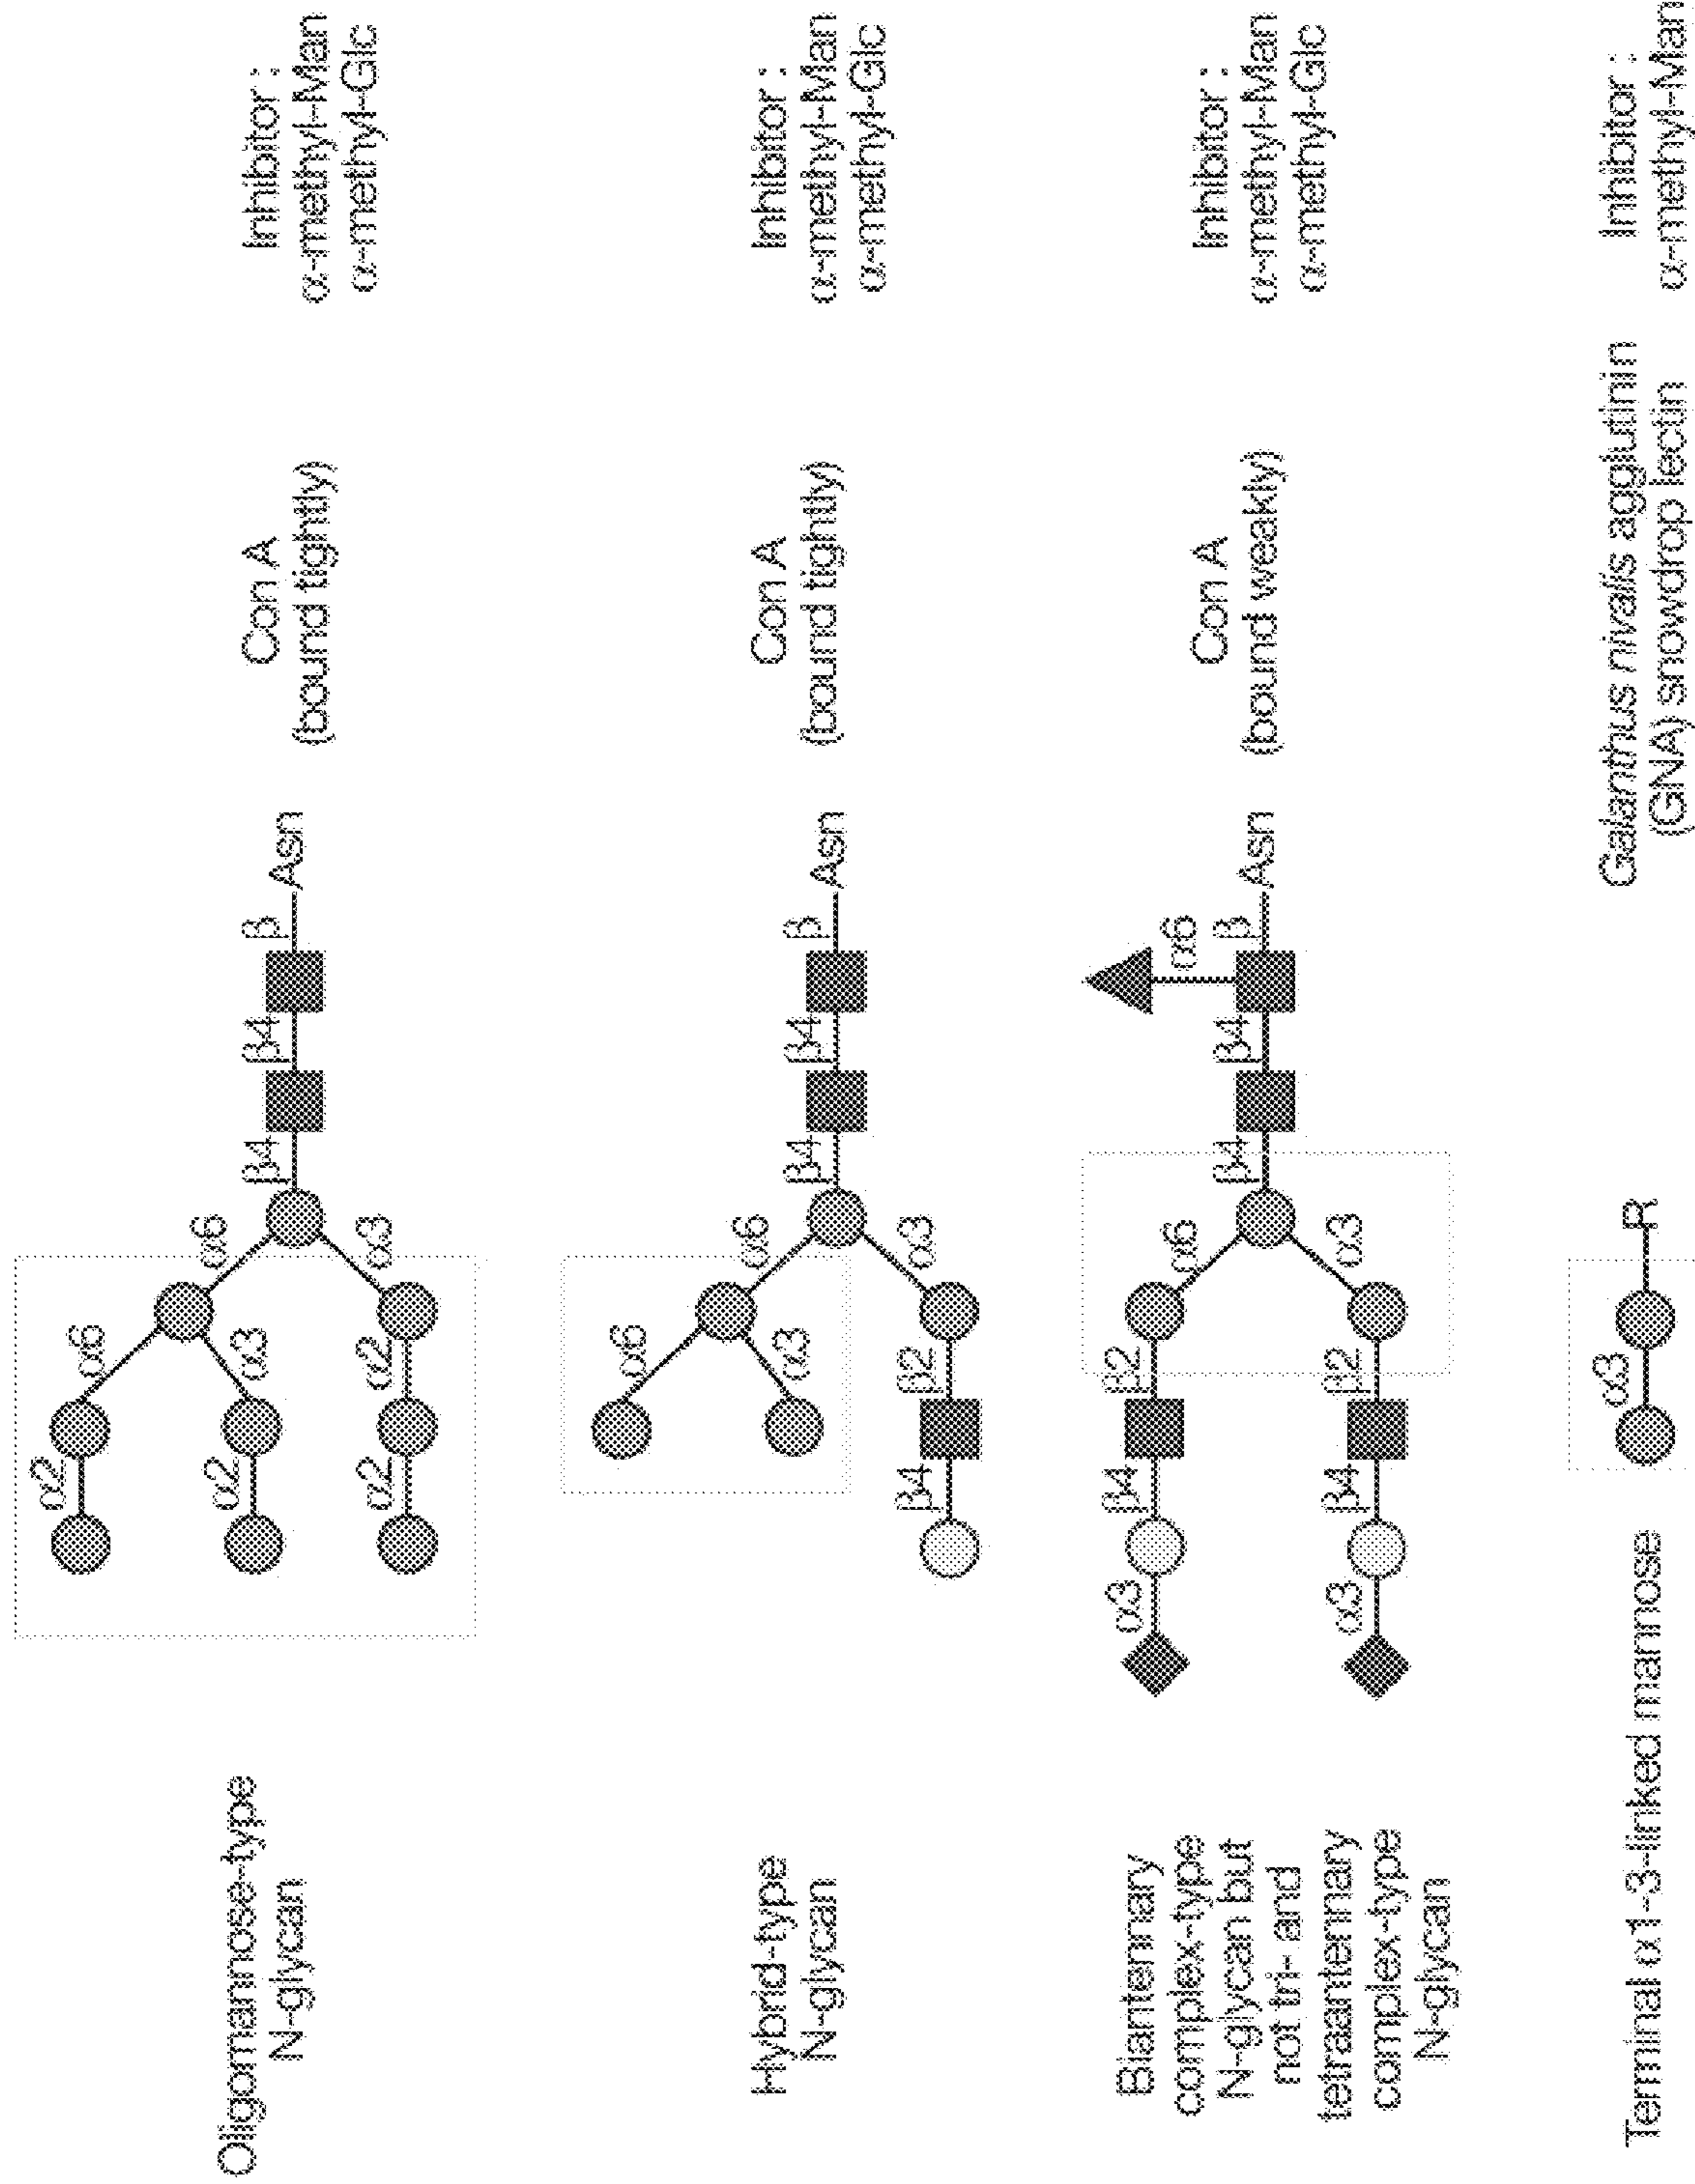 Oligomannose-type
N-glycan
α2
α6
α6
α2
α3
β4 β4 β
Asn
α2 α2 α3
Con A
(bound tightly)
Inhibitor :
α-methyl-Man
α-methyl-Glc
Hybrid-type
N-glycan
α6
α6
α3
β4 β4 β
Asn
β4 β2 α3
Con A
(bound tightly)
Inhibitor :
α-methyl-Man
α-methyl-Glc
Biantennary
complex-type
N-glycan but
not tri- and
tetraantennary
complex-type
N-glycan
α3 β4 β2
α6
α6
β4 β4 β
Asn
α3 β4 β2 α3
Con A
(bound weakly)
Inhibitor :
α-methyl-Man
α-methyl-Glc
Terminal α1-3-linked mannose
α3
R
Galanthus nivalis agglutinin
(GNA) snowdrop lectin
Inhibitor :
α-methyl-Man